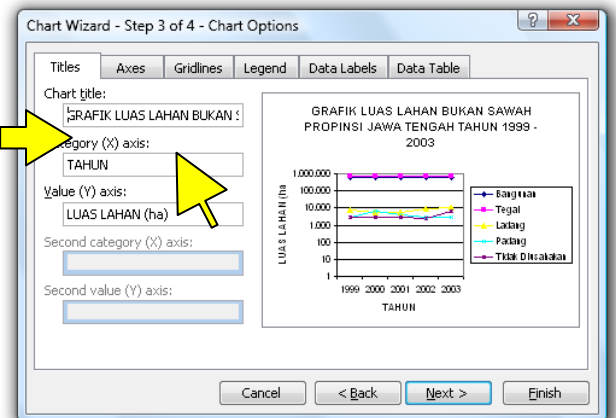 Chart Wizard - Step 3 of 4 - Chart Options
Titles Axes Gridlines Legend Data Labels Data Table
Chart title:
GRAFIK LUAS LAHAN BUKAN S
(X) axis:
TAHUN
Value (Y) axis:
LUAS LAHAN (ha)
Second category (X) axis:
Second value (Y) axis:
GRAFIK LUAS LAHAN BUKAN SAWAH
PROPINSI JAWA TENGAH TAHUN 1999 -
2003
LUAS LAHAN (ha
1.000.000
100.000
10.000
1.000
100
10
1
1999 2000 2001 2002 2003
TAHUN
Bangunan
Tegal
Ladang
Padang
Tidak Diusahakan
Cancel < Back Next > Finish